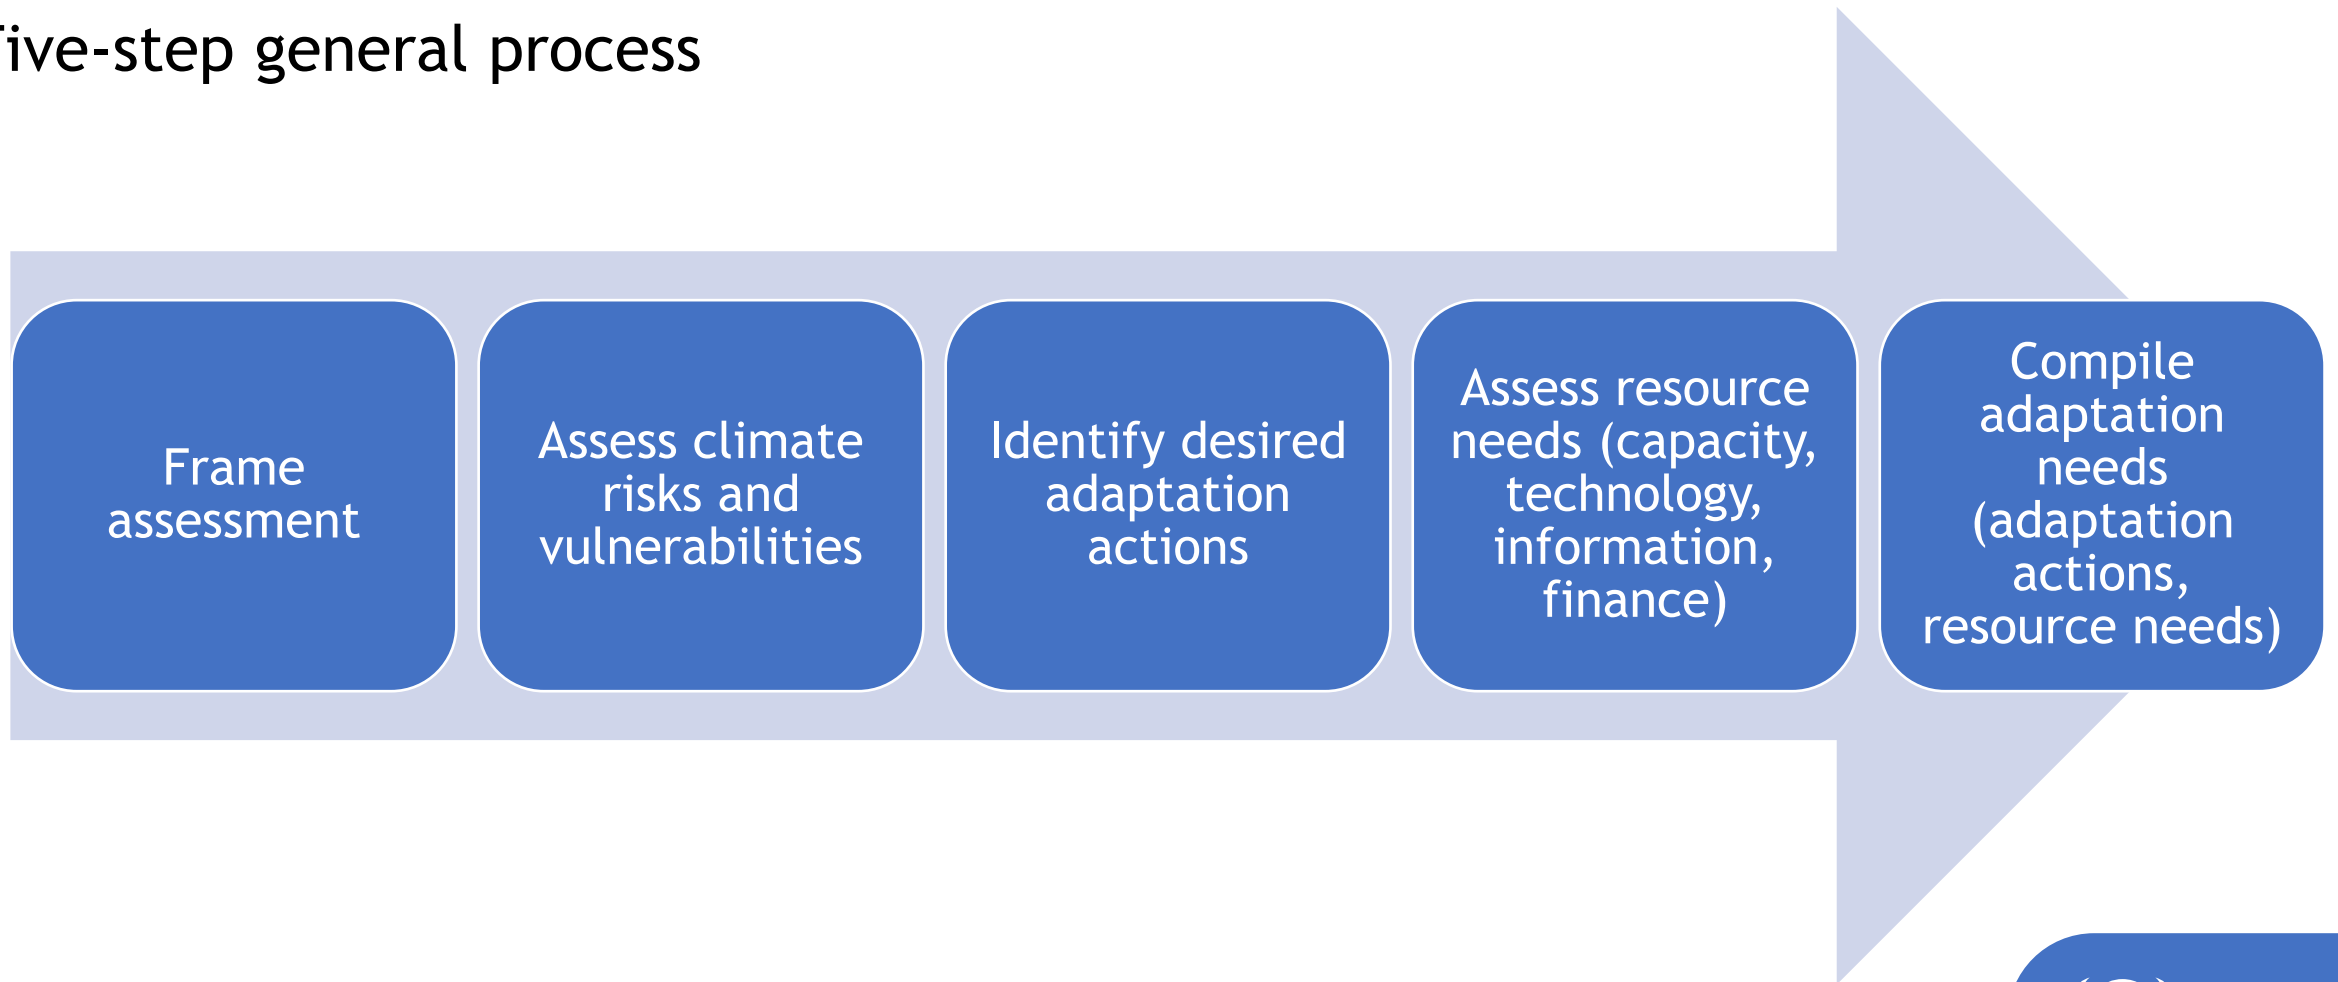 five-step general process
Frame
assessment
Assess climate
risks and
vulnerabilities
Identify desired
adaptation
actions
Assess resource
needs (capacity,
technology,
information,
finance)
Compile
adaptation
needs
(adaptation
actions,
resource needs)